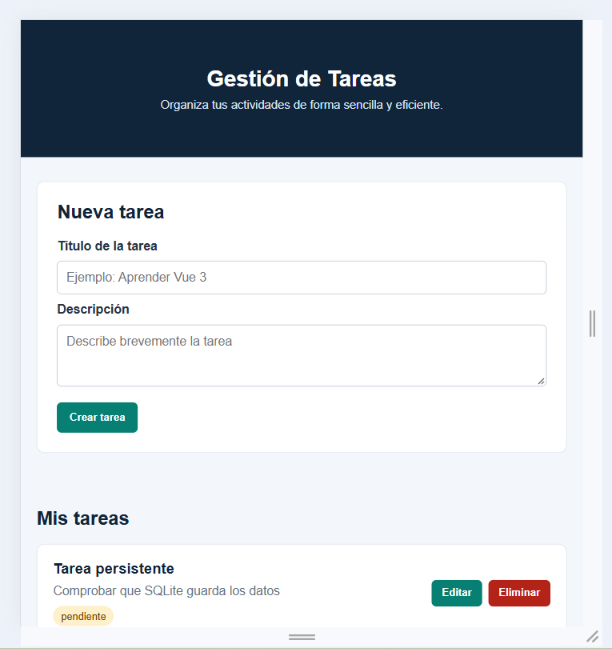 Gestión de Tareas
Organiza tus actividades de forma sencilla y eficiente.
Nueva tarea
Titulo de la tarea
Ejemplo: Aprender Vue 3
Descripción
Describe brevemente la tarea
Crear tarea
Mis tareas
Tarea persistente
Comprobar que SQLite guarda los datos
Editar
Eliminar
pendiente